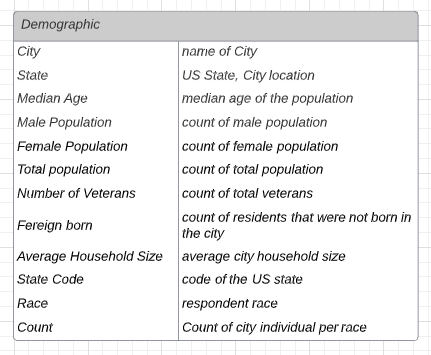 Demographic
City name of City
State US State, City location
Median Age median age of the population
Male Population count of male population
Female Population count of female population
Total population count of total population
Number of Veterans count of total veterans
Fereign born count of residents that were not born in
the city
Average Household Size average city household size
State Code code of the US state
Race respondent race
Count Count of city individual per race